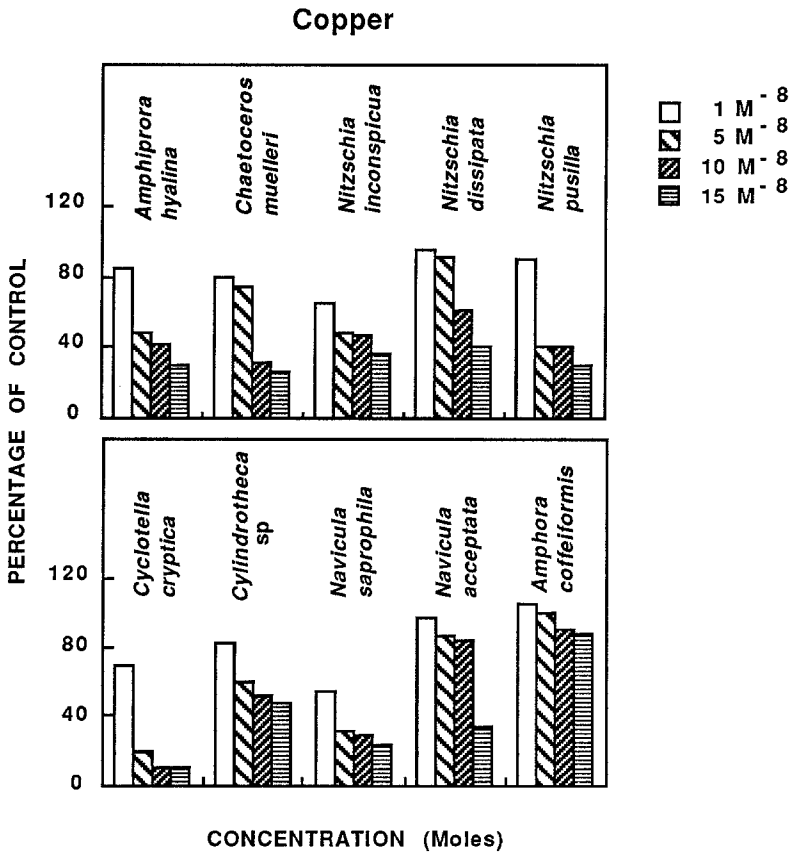 Copper
Amphiprora
hyalina
Chaetoceros
muelleri
Nitzschia
inconspicua
Nitzschia
dissipata
Nitzschia
pusilla
1 M - 8
5 M - 8
10 M - 8
15 M - 8
120
80
40
0
PERCENTAGE OF CONTROL
Cyclotella
cryptica
Cylindrotheca
sp
Navicula
saprophila
Navicula
acceptata
Amphora
coffeiformis
120
80
40
0
CONCENTRATION (Moles)